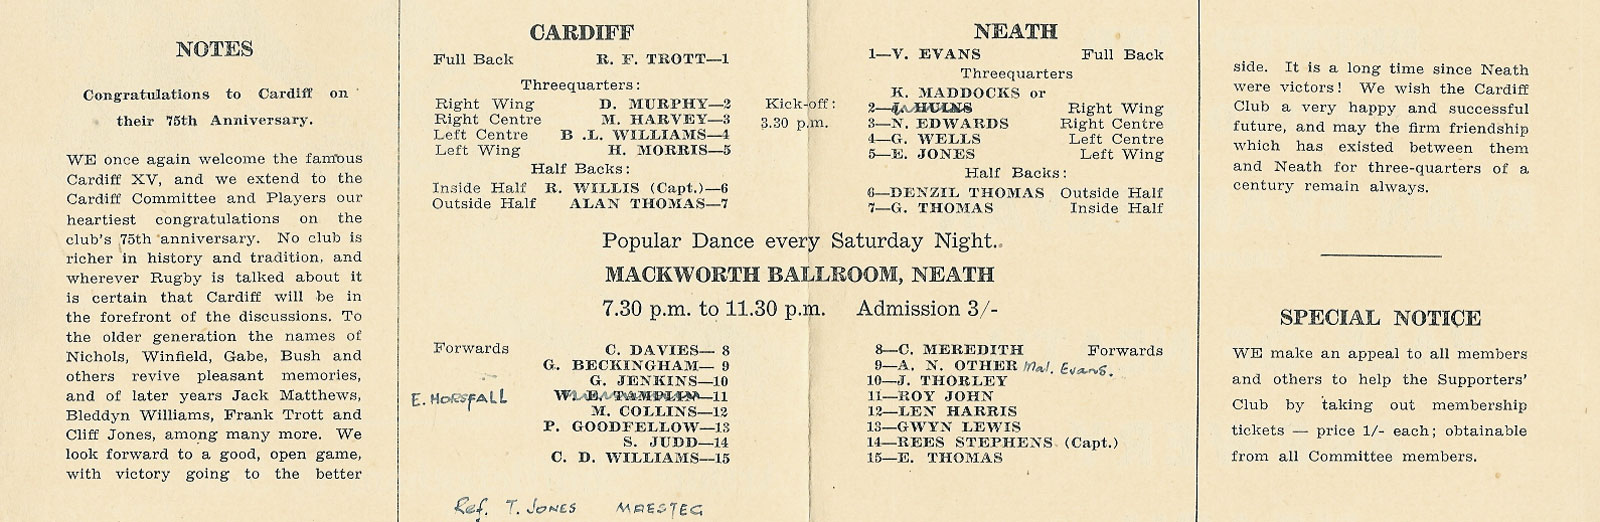 NOTES
Congratulations to Cardiff on
their 75th Anniversary.
WE once again welcome the famous
Cardiff XV, and we extend to the
Cardiff Committee and Players our
heartiest congratulations on the
club's 75th anniversary. No club is
richer in history and tradition, and
wherever Rugby is talked about it
is certain that Cardiff will be in
the forefront of the discussions. To
the older generation the names of
Nichols, Winfield, Gabe, Bush and
others revive pleasant memories,
and of later years Jack Matthews,
Bleddyn Williams, Frank Trott and
Cliff Jones, among many more. We
look forward to a good, open game,
with victory going to the better
CARDIFF
Full Back R. F. TROTT—1
Threequarters:
Right Wing D. MURPHY—2
Right Centre M. HARVEY—3
Left Centre B .L. WILLIAMS—4
Left Wing H. MORRIS—5
Half Backs:
Inside Half R. WILLIS (Capt.)—6
Outside Half ALAN THOMAS—7
Kick-off:
3.30 p.m.
NEATH
1—V. EVANS Full Back
Threequarters
K. MADDOCKS or
2—J. HUINS Right Wing
3—N. EDWARDS Right Centre
4—G. WELLS Left Centre
5—E. JONES Left Wing
Half Backs:
6—DENZIL THOMAS Outside Half
7—G. THOMAS Inside Half
Popular Dance every Saturday Night.
MACKWORTH BALLROOM, NEATH
7.30 p.m. to 11.30 p.m. Admission 3/-
Forwards C. DAVIES— 8
G. BECKINGHAM— 9
G. JENKINS—10
E. HORSFALL W. E. TAMPLIN—11
M. COLLINS—12
P. GOODFELLOW—13
S. JUDD—14
C. D. WILLIAMS—15
Ref. T. JONES MAESTEG
8—C. MEREDITH Forwards
9—A. N. OTHER Mal. Evans.
10—J. THORLEY
11—ROY JOHN
12—LEN HARRIS
13—GWYN LEWIS
14—REES STEPHENS (Capt.)
15—E. THOMAS
side. It is a long time since Neath
were victors! We wish the Cardiff
Club a very happy and successful
future, and may the firm friendship
which has existed between them
and Neath for three-quarters of a
century remain always.
SPECIAL NOTICE
WE make an appeal to all members
and others to help the Supporters'
Club by taking out membership
tickets — price 1/- each; obtainable
from all Committee members.